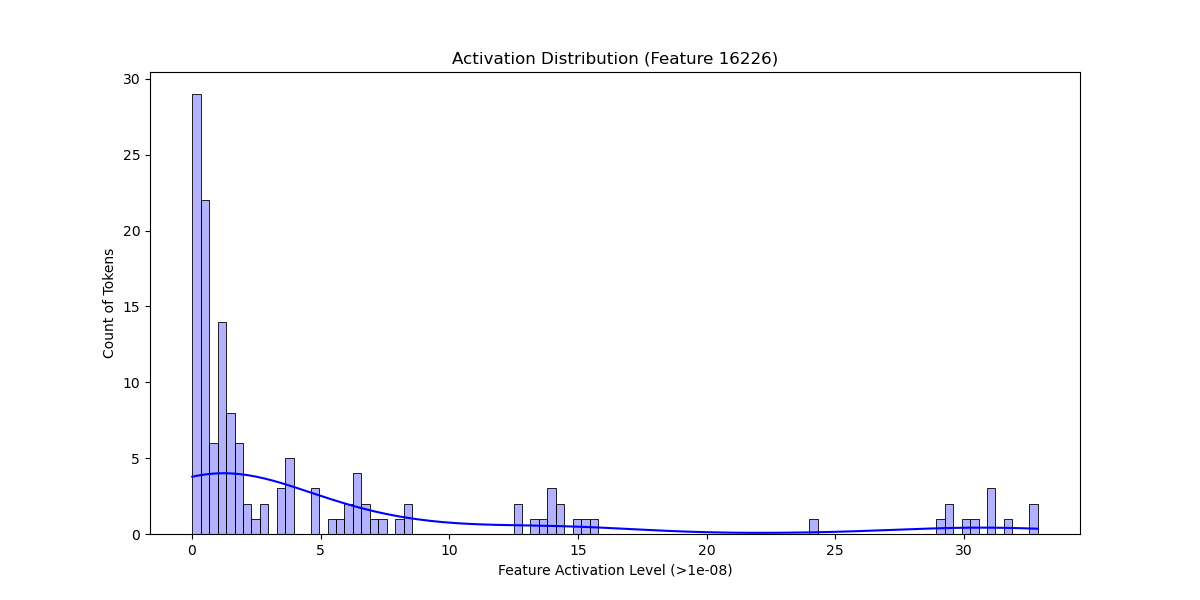 Activation Distribution (Feature 16226)
30
25
20
15
10
5
0
Count of Tokens
0 5 10 15 20 25 30
Feature Activation Level (>1e-08)